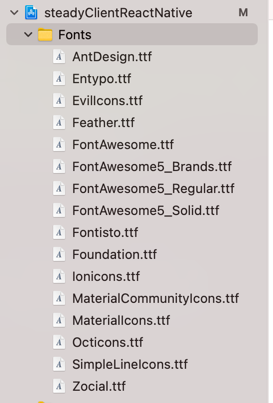 steadyClientReactNative M
Fonts
AntDesign.ttf
Entypo.ttf
EvilIcons.ttf
Feather.ttf
FontAwesome.ttf
FontAwesome5_Brands.ttf
FontAwesome5_Regular.ttf
FontAwesome5_Solid.ttf
Fontisto.ttf
Foundation.ttf
Ionicons.ttf
MaterialCommunityIcons.ttf
MaterialIcons.ttf
Octicons.ttf
SimpleLineIcons.ttf
Zocial.ttf